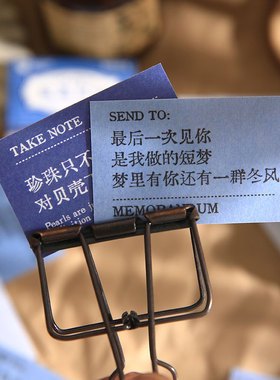 TAKE NOTE
珍珠只不
对贝壳
Pearls are j
SEND TO:
最后一次见你
是我做的短梦
梦里有你还有一群冬风
MEMORANDUM